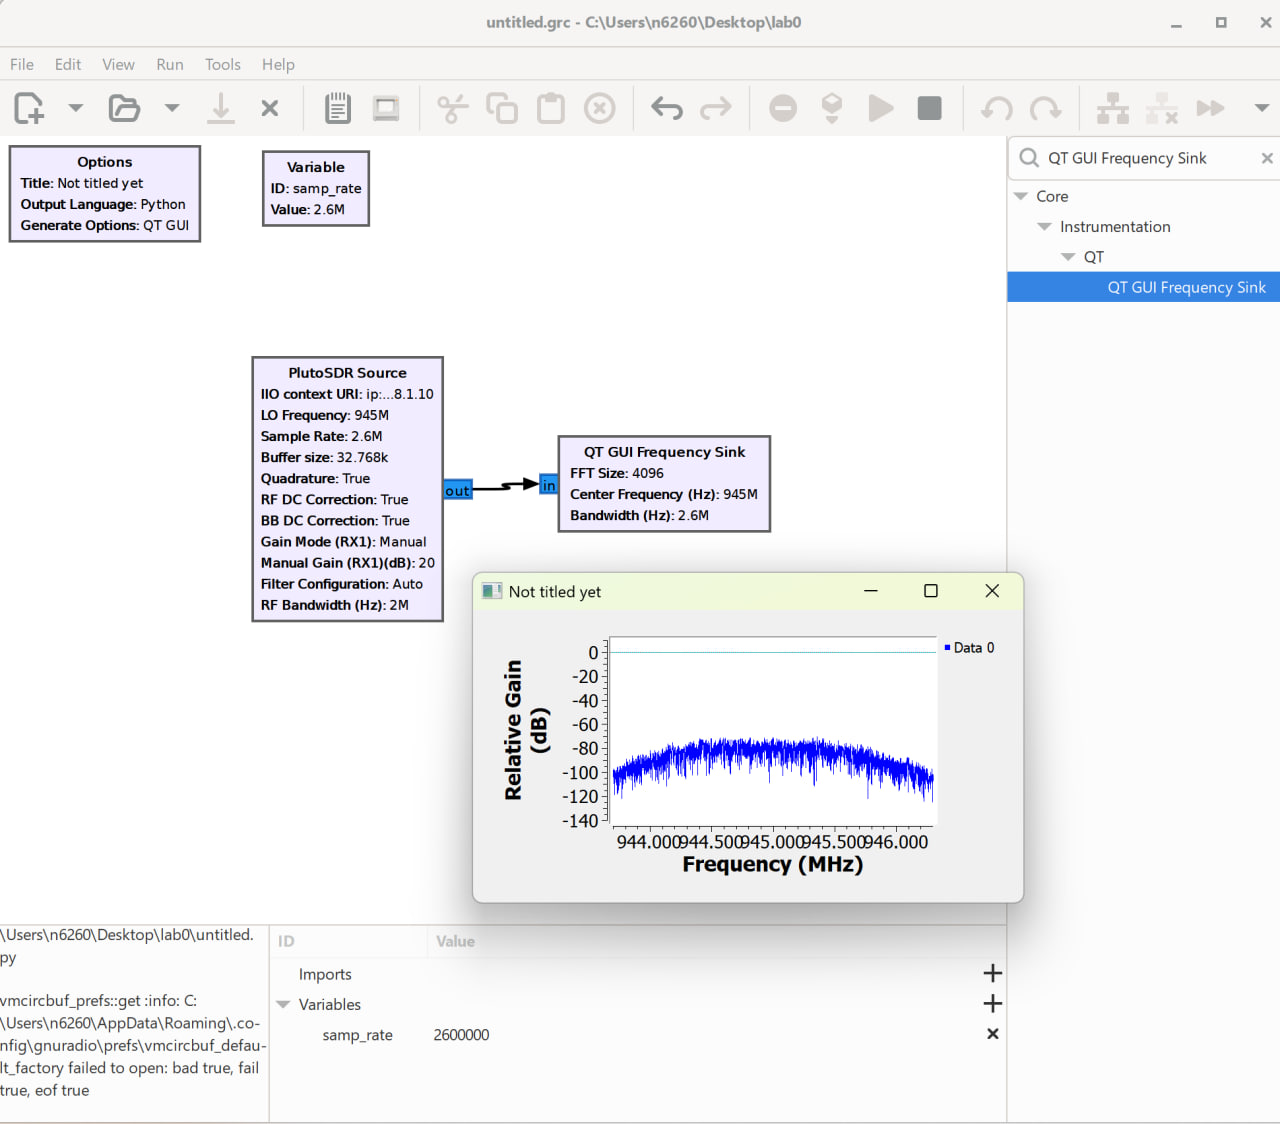 untitled.grc - C:\Users\n6260\Desktop\lab0
File Edit View Run Tools Help
Options
Title: Not titled yet
Output Language: Python
Generate Options: QT GUI
Variable
ID: samp_rate
Value: 2.6M
QT GUI Frequency Sink
Core
Instrumentation
QT
QT GUI Frequency Sink
PlutoSDR Source
IIO context URI: ip:...8.1.10
LO Frequency: 945M
Sample Rate: 2.6M
Buffer size: 32.768k
Quadrature: True
RF DC Correction: True
BB DC Correction: True
Gain Mode (RX1): Manual
Manual Gain (RX1)(dB): 20
Filter Configuration: Auto
RF Bandwidth (Hz): 2M
out
in
QT GUI Frequency Sink
FFT Size: 4096
Center Frequency (Hz): 945M
Bandwidth (Hz): 2.6M
Not titled yet
Relative Gain
(dB)
0
-20
-40
-60
-80
-100
-120
-140
Data 0
944.000 944.500 945.000 945.500 946.000
Frequency (MHz)
\Users\n6260\Desktop\lab0\untitled.
py
vmcircbuf_prefs::get :info: C:
\Users\n6260\AppData\Roaming\.co-
nfig\gnuradio\prefs\vmcircbuf_defau-
lt_factory failed to open: bad true, fail
true, eof true
ID Value
Imports
Variables
samp_rate 2600000